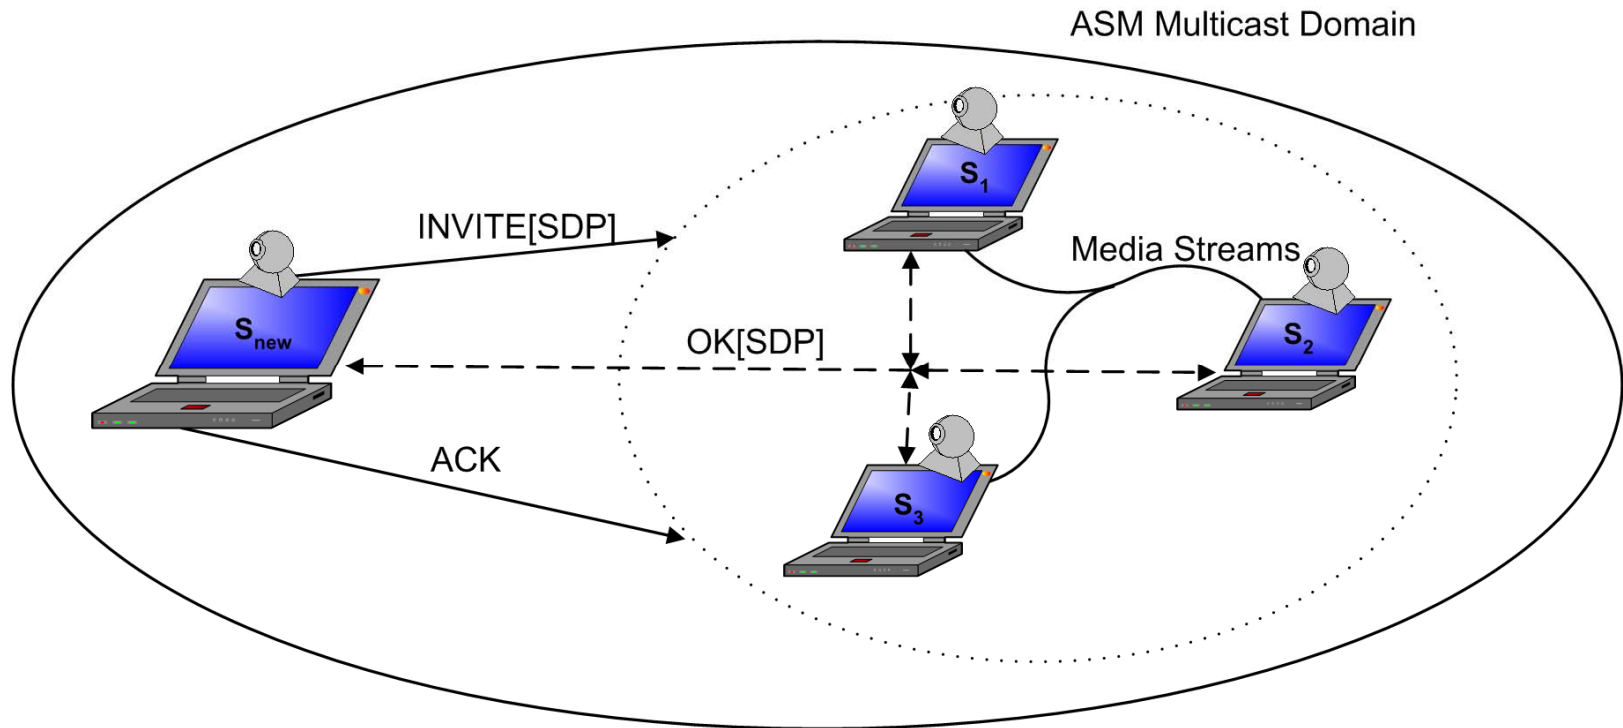 ASM Multicast Domain
S1
INVITE[SDP]
Media Streams
Snew
OK[SDP]
S2
ACK
S3